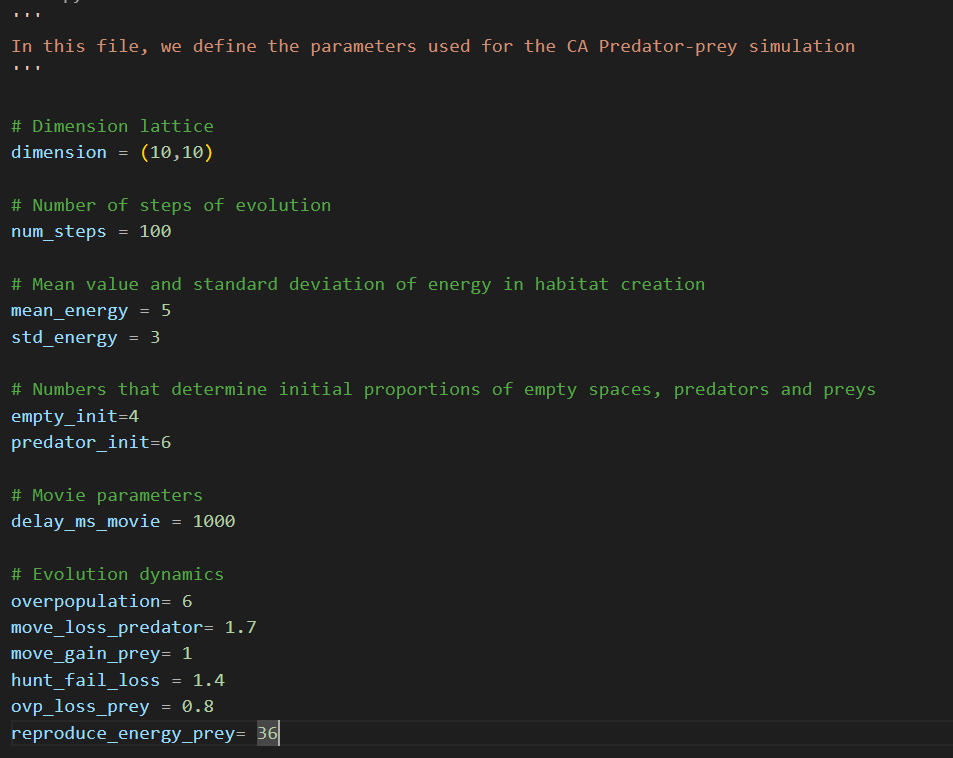 '''
In this file, we define the parameters used for the CA Predator-prey simulation
'''
# Dimension lattice
dimension = (10,10)
# Number of steps of evolution
num_steps = 100
# Mean value and standard deviation of energy in habitat creation
mean_energy = 5
std_energy = 3
# Numbers that determine initial proportions of empty spaces, predators and preys
empty_init=4
predator_init=6
# Movie parameters
delay_ms_movie = 1000
# Evolution dynamics
overpopulation= 6
move_loss_predator= 1.7
move_gain_prey= 1
hunt_fail_loss = 1.4
ovp_loss_prey = 0.8
reproduce_energy_prey= 36